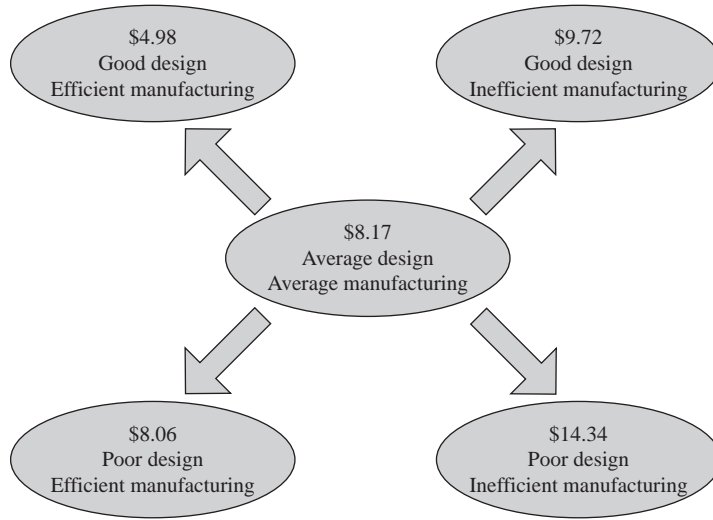 $4.98
Good design
Efficient manufacturing
$9.72
Good design
Inefficient manufacturing
$8.17
Average design
Average manufacturing
$8.06
Poor design
Efficient manufacturing
$14.34
Poor design
Inefficient manufacturing